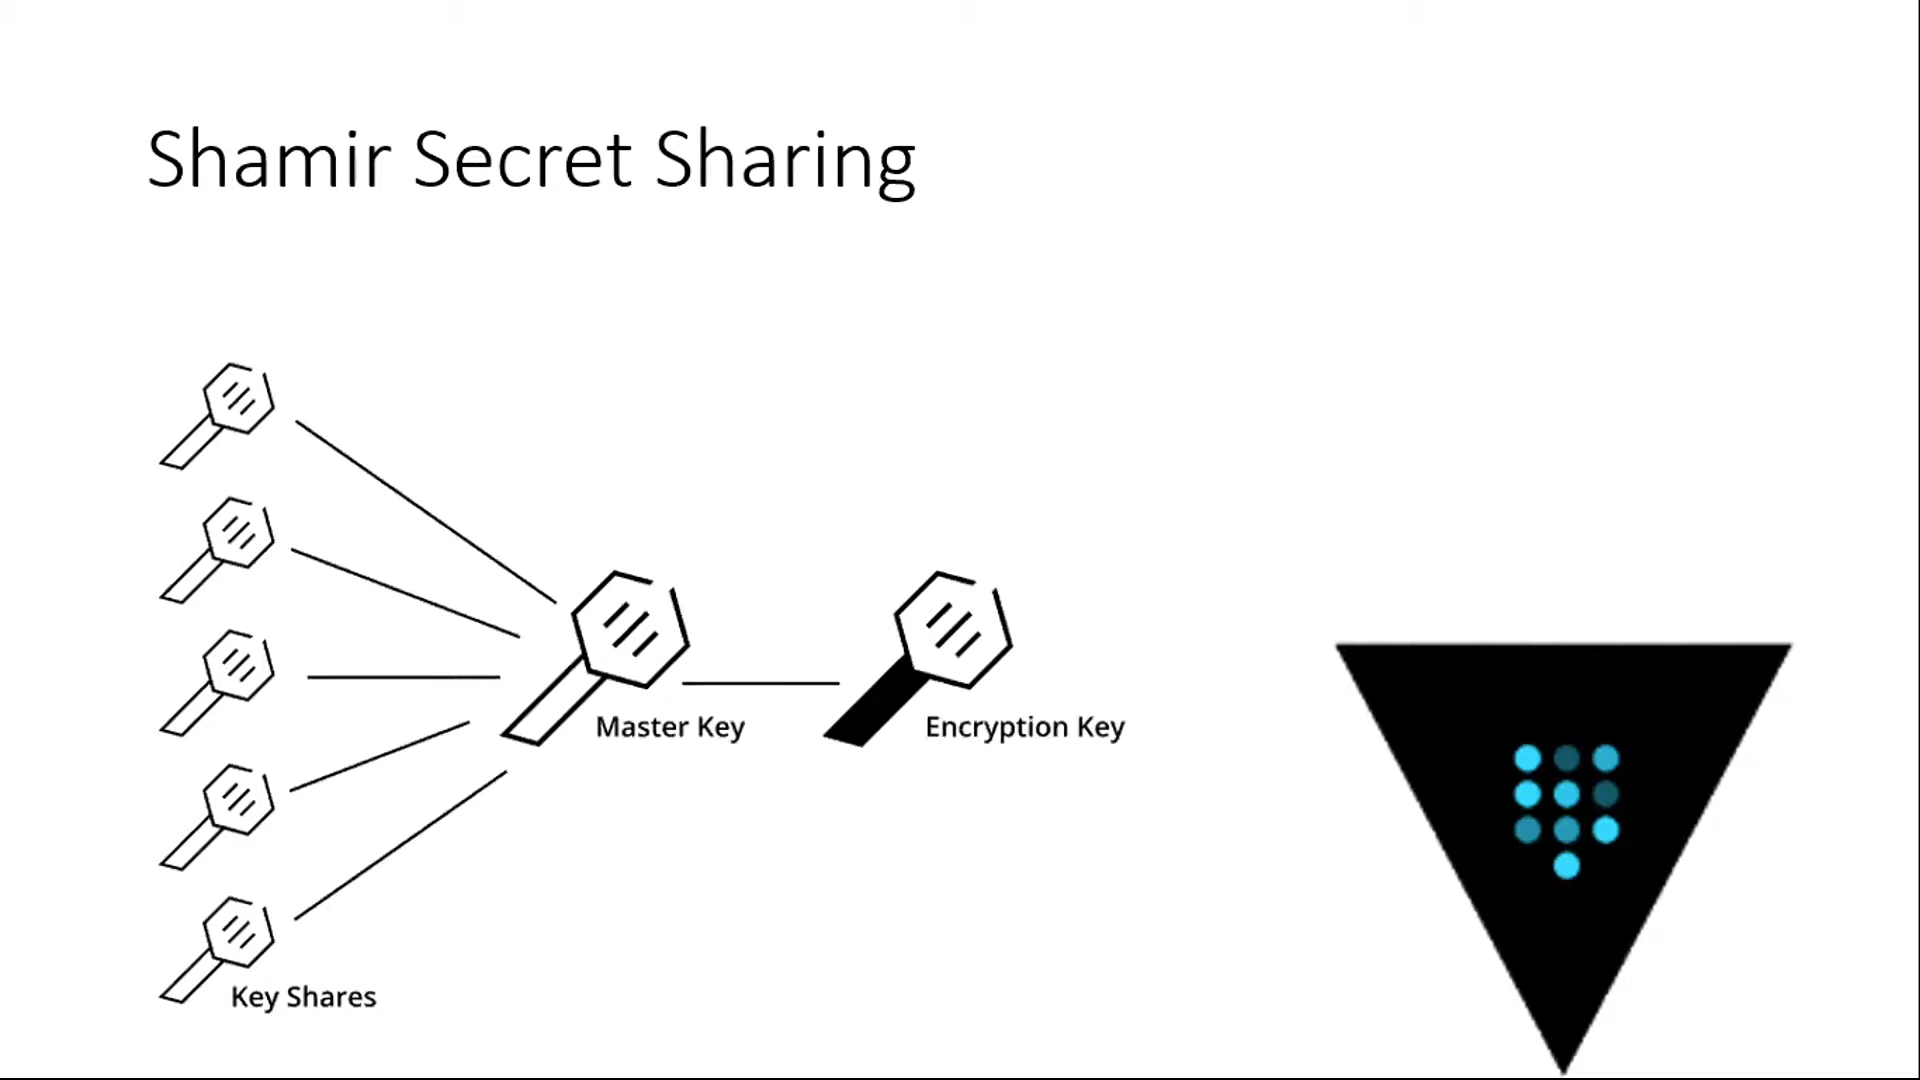 Shamir Secret Sharing
Master Key
Encryption Key
Key Shares